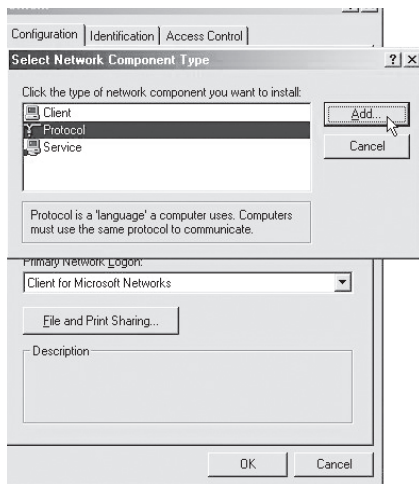 Configuration Identification Access Control
Select Network Component Type
Click the type of network component you want to install:
Client
Protocol
Service
Add...
Cancel
Protocol is a 'language' a computer uses. Computers
must use the same protocol to communicate.
Primary Network Logon:
Client for Microsoft Networks
File and Print Sharing...
Description
OK Cancel